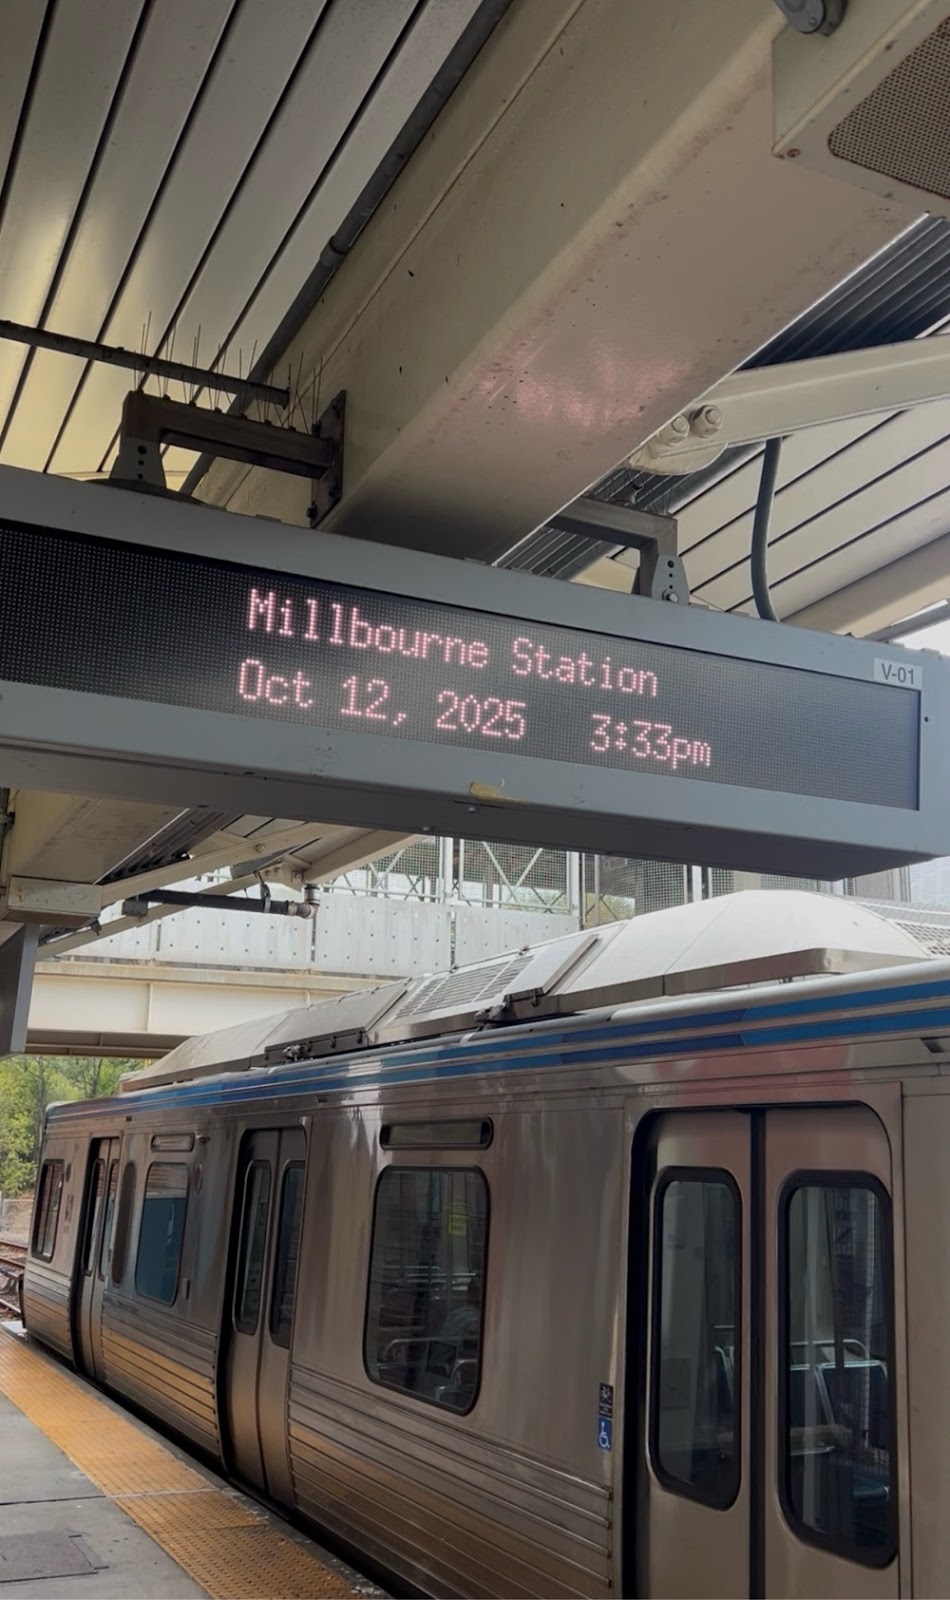 Millbourne Station
Oct 12, 2025 3:33pm
V-01